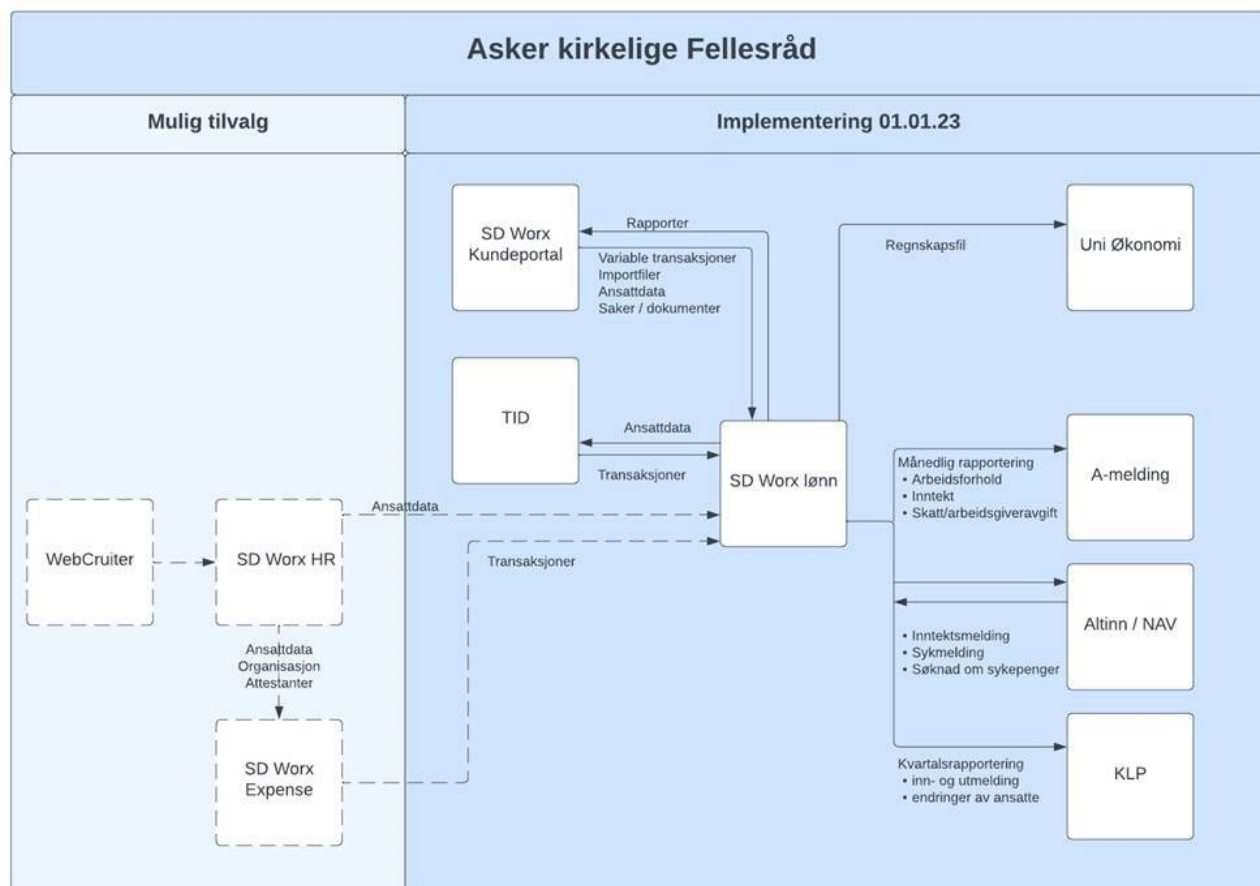 Asker kirkelige Fellesråd
Mulig tilvalg
Implementering 01.01.23
SD Worx
Kundeportal
Rapporter
Variable transaksjoner
Importfiler
Ansattdata
Saker / dokumenter
Regnskapsfil
Uni Økonomi
TID
Ansattdata
Transaksjoner
SD Worx lønn
Månedlig rapportering
• Arbeidsforhold
• Inntekt
• Skatt/arbeidsgiveravgift
A-melding
WebCruiter
SD Worx HR
Ansattdata
Transaksjoner
Ansattdata
Organisasjon
Attestanter
• Inntektsmelding
• Sykmelding
• Søknad om sykepenger
Altinn / NAV
SD Worx
Expense
Kvartalsrapportering
• inn- og utmelding
• endringer av ansatte
KLP